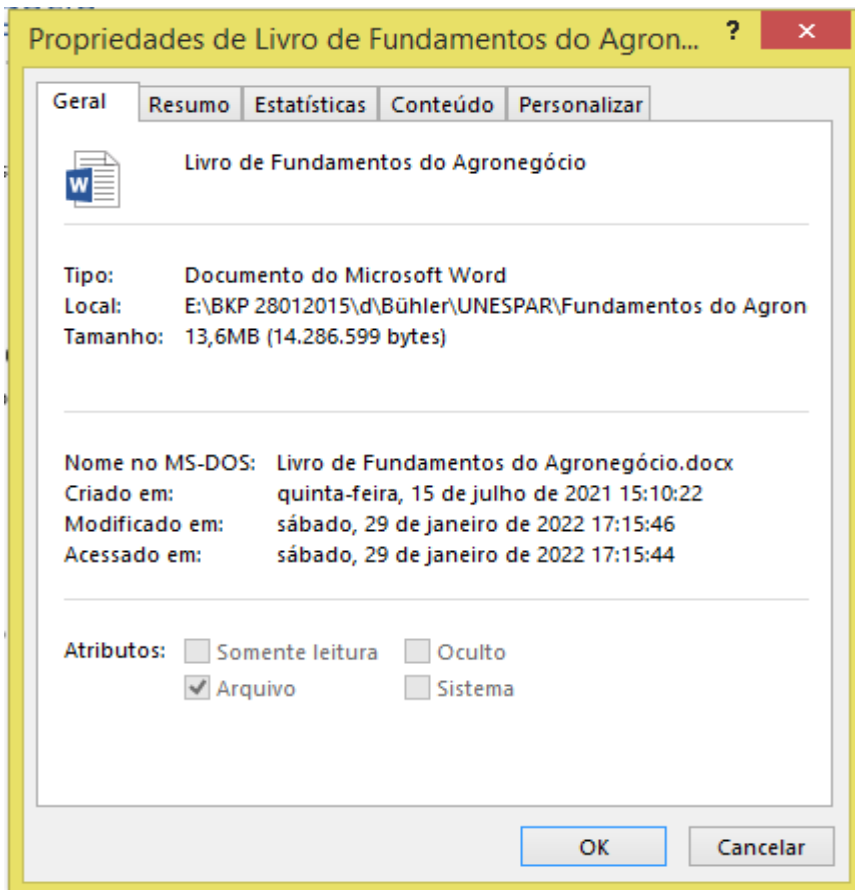 Propriedades de Livro de Fundamentos do Agron... ? ×
Geral Resumo Estatísticas Conteúdo Personalizar
W
Livro de Fundamentos do Agronegócio
Tipo: Documento do Microsoft Word
Local: E:\BKP 28012015\d\Bühler\UNESPAR\Fundamentos do Agron
Tamanho: 13,6MB (14.286.599 bytes)
Nome no MS-DOS: Livro de Fundamentos do Agronegócio.docx
Criado em: quinta-feira, 15 de julho de 2021 15:10:22
Modificado em: sábado, 29 de janeiro de 2022 17:15:46
Acessado em: sábado, 29 de janeiro de 2022 17:15:44
Atributos: Somente leitura Oculto
Arquivo Sistema
OK Cancelar